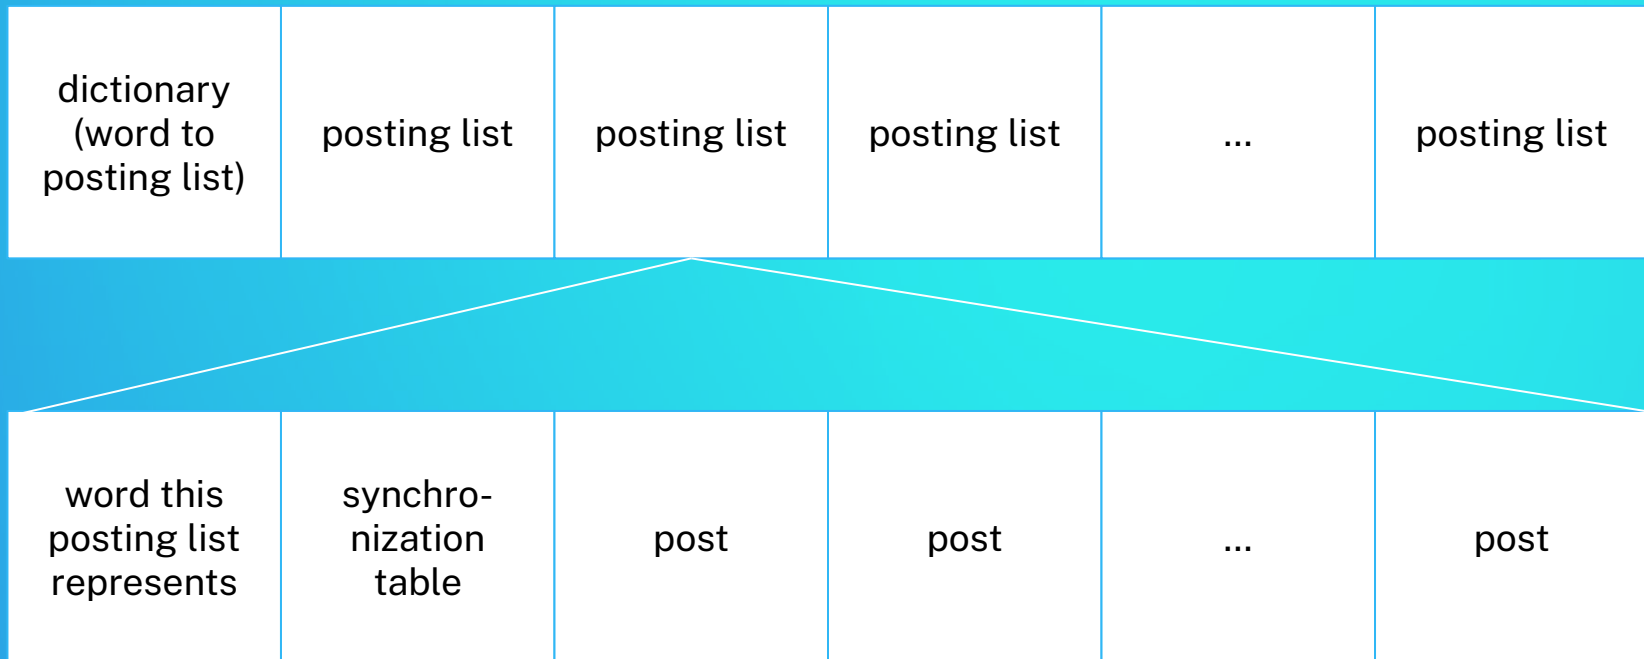 dictionary
(word to
posting list)
posting list
posting list
posting list
...
posting list
word this
posting list
represents
synchro-
nization
table
post
post
...
post